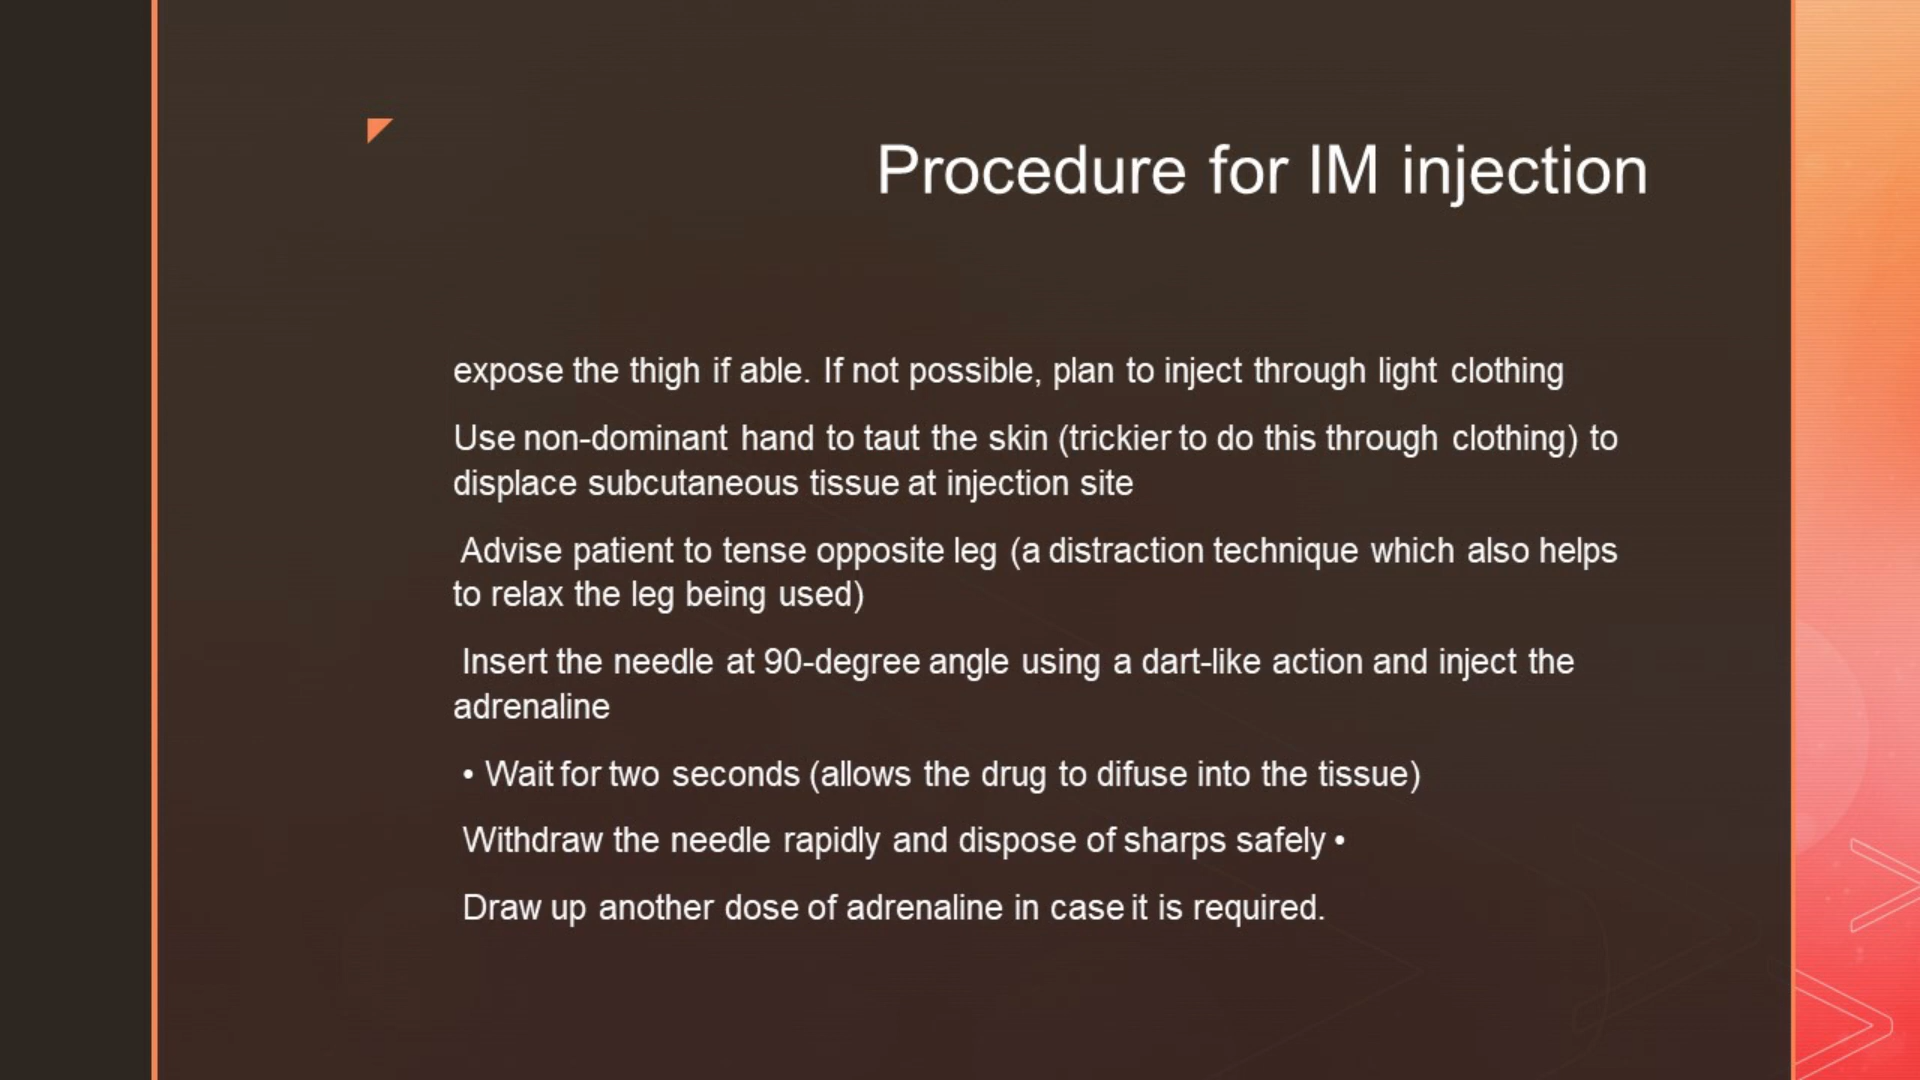 Procedure for IM injection
expose the thigh if able. If not possible, plan to inject through light clothing
Use non-dominant hand to taut the skin (trickier to do this through clothing) to
displace subcutaneous tissue at injection site
Advise patient to tense opposite leg (a distraction technique which also helps
to relax the leg being used)
Insert the needle at 90-degree angle using a dart-like action and inject the
adrenaline
• Wait for two seconds (allows the drug to difuse into the tissue)
Withdraw the needle rapidly and dispose of sharps safely •
Draw up another dose of adrenaline in case it is required.